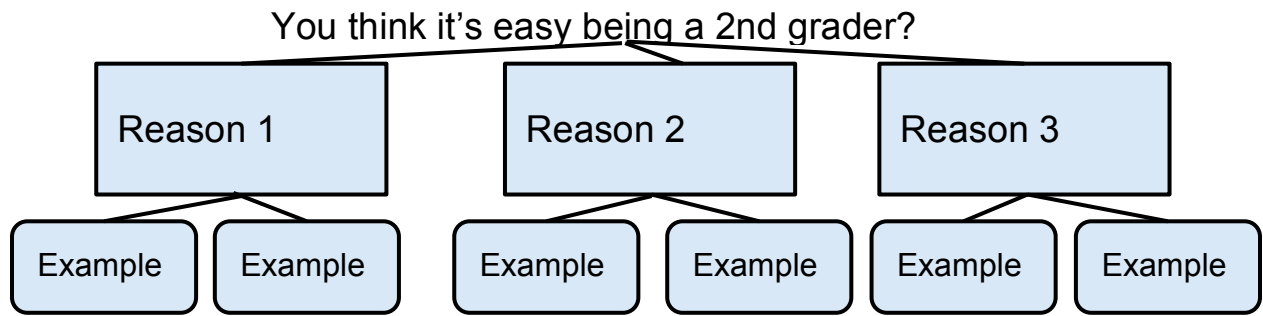 You think it’s easy being a 2nd grader?
Reason 1
Reason 2
Reason 3
Example
Example
Example
Example
Example
Example